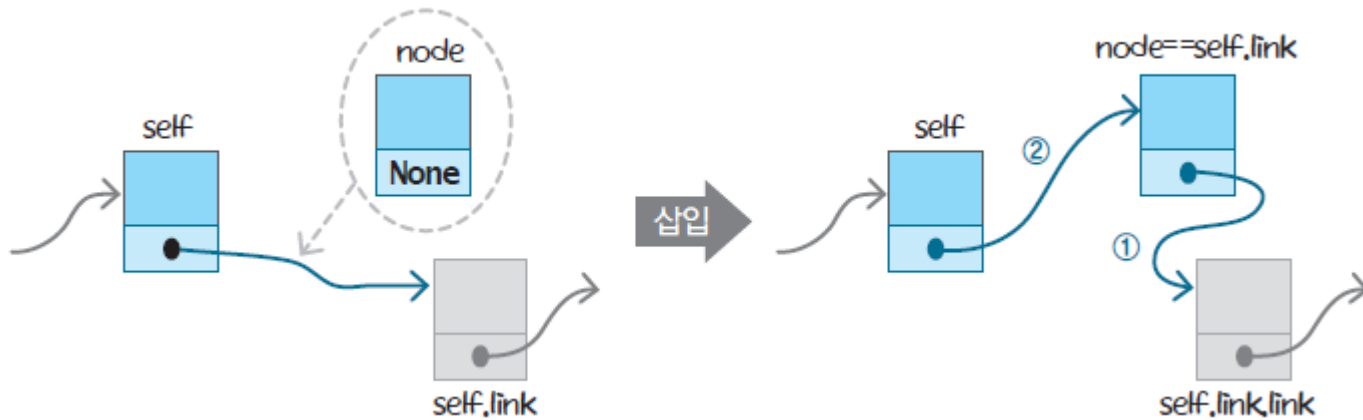 node
self
None
self.link
삽입
node==self.link
self
②
①
self.link.link